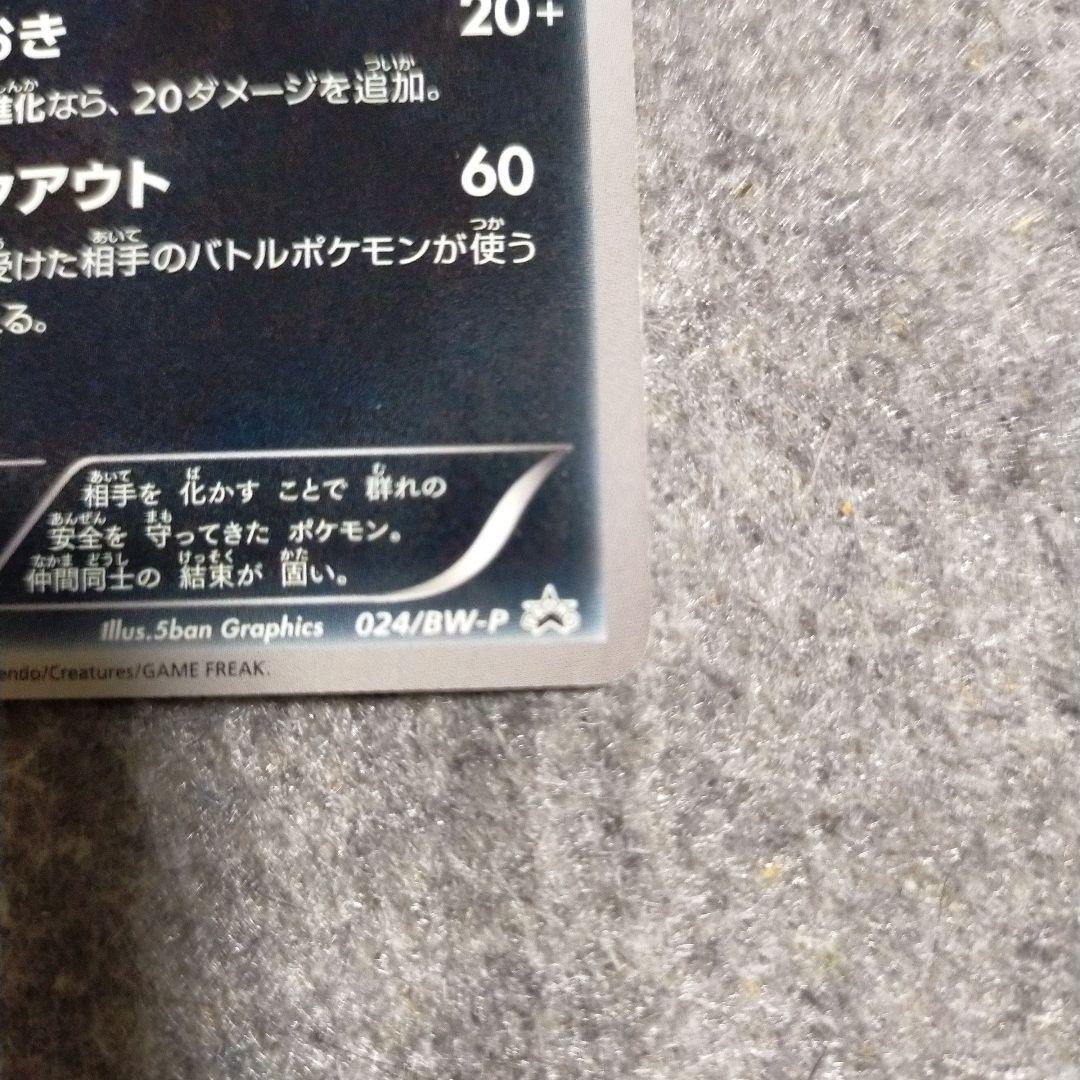 おき 20+
進化なら、20ダメージを追加。
クアウト 60
受けた相手のバトルポケモンが使う
る。
相手を 化かす ことで 群れの
安全を 守ってきた ポケモン。
仲間同士の 結束が 固い。
Illus.5ban Graphics 024/BW-P
endo/Creatures/GAME FREAK.